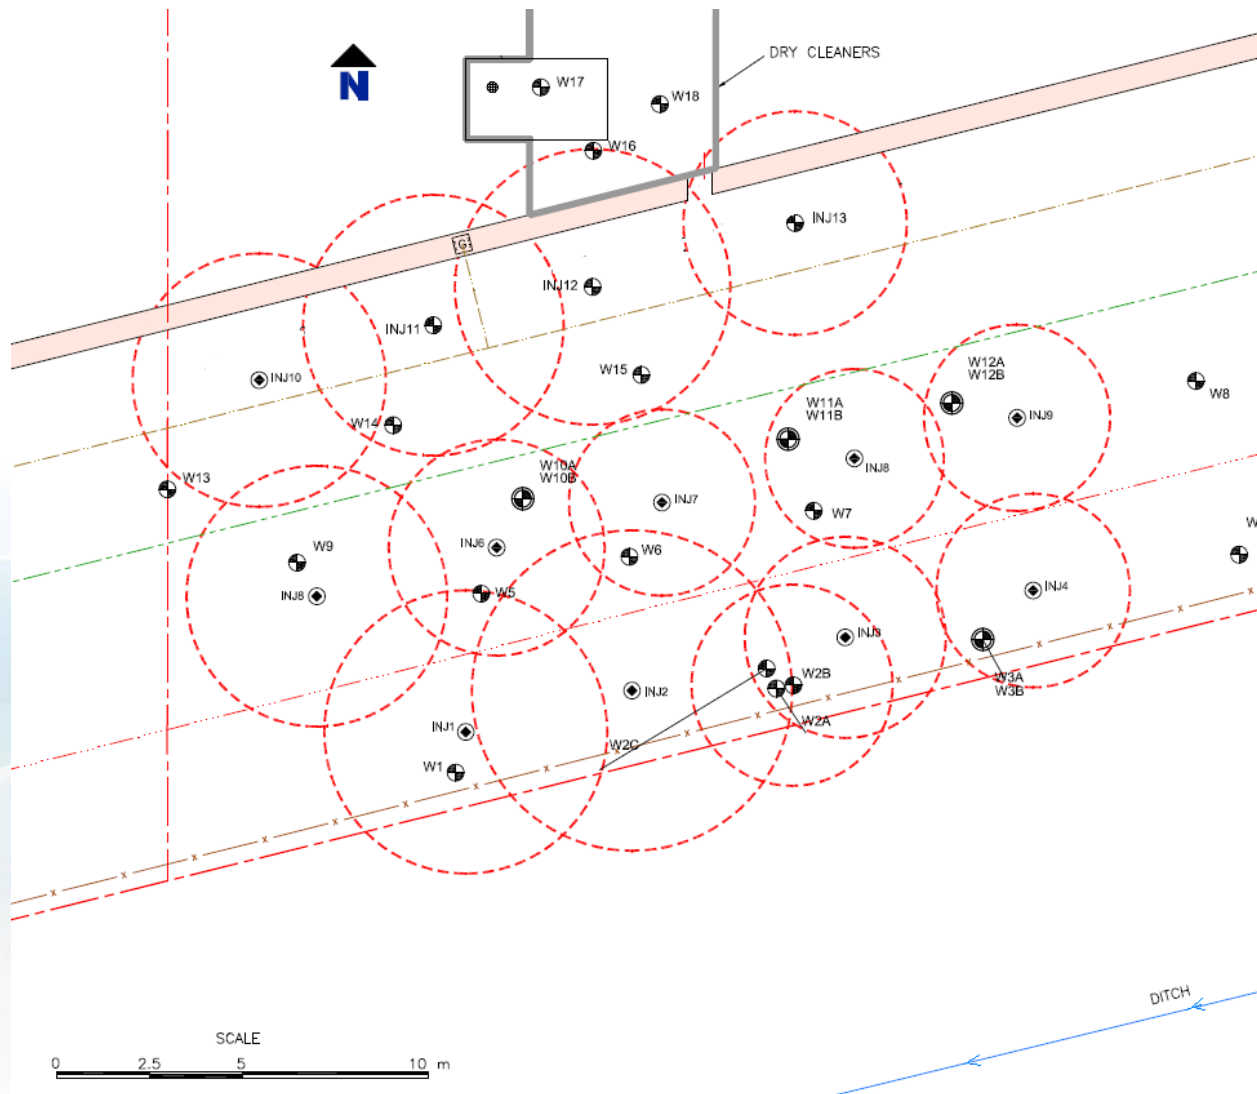 DRY CLEANERS
N
W17
W18
W16
INJ13
G
INJ12
INJ11
INJ10
W15
W12A
W12B
W8
W11A
W11B
INJ9
W14
INJ8
W10A
W10B
W13
INJ7
W7
W
INJ6
W6
W9
INJ8
W5
INJ4
INJ3
W2B
W3A
W3B
INJ2
W2A
INJ1
W2C
W1
x x x x x x x x x x x x x x x x x x
DITCH
SCALE
0 2.5 5 10 m